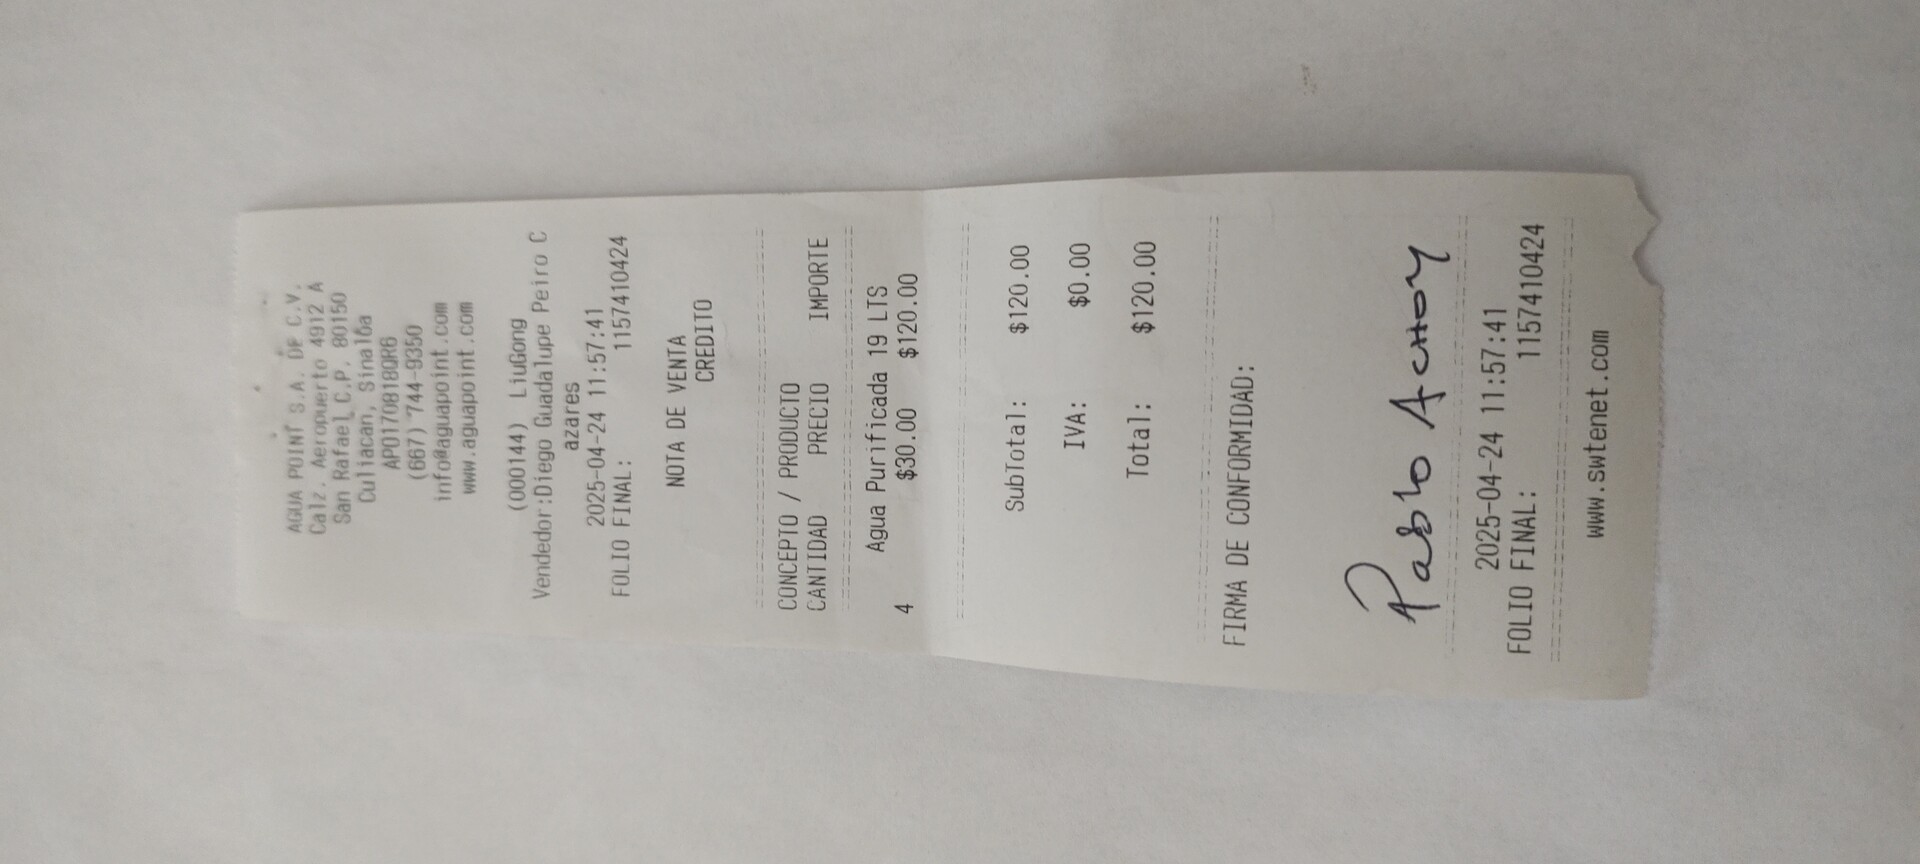 AGUA POINT S.A. DE C.V.
Calz. Aeropuerto 4912 A
San Rafael C.P. 80150
Culiacan, Sinaloa
APO170818QR6
(667) 744-9350
info@aguapoint.com
www.aguapoint.com
(000144) LiuGong
Vendedor:Diego Guadalupe Peiro C
azares
2025-04-24 11:57:41
FOLIO FINAL: 1157410424
NOTA DE VENTA
CREDITO
CONCEPTO / PRODUCTO
CANTIDAD PRECIO IMPORTE
Agua Purificada 19 LTS
4 $30.00 $120.00
SubTotal: $120.00
IVA: $0.00
Total: $120.00
FIRMA DE CONFORMIDAD:
Pablo Achoy
2025-04-24 11:57:41
FOLIO FINAL: 1157410424
www.swtenet.com